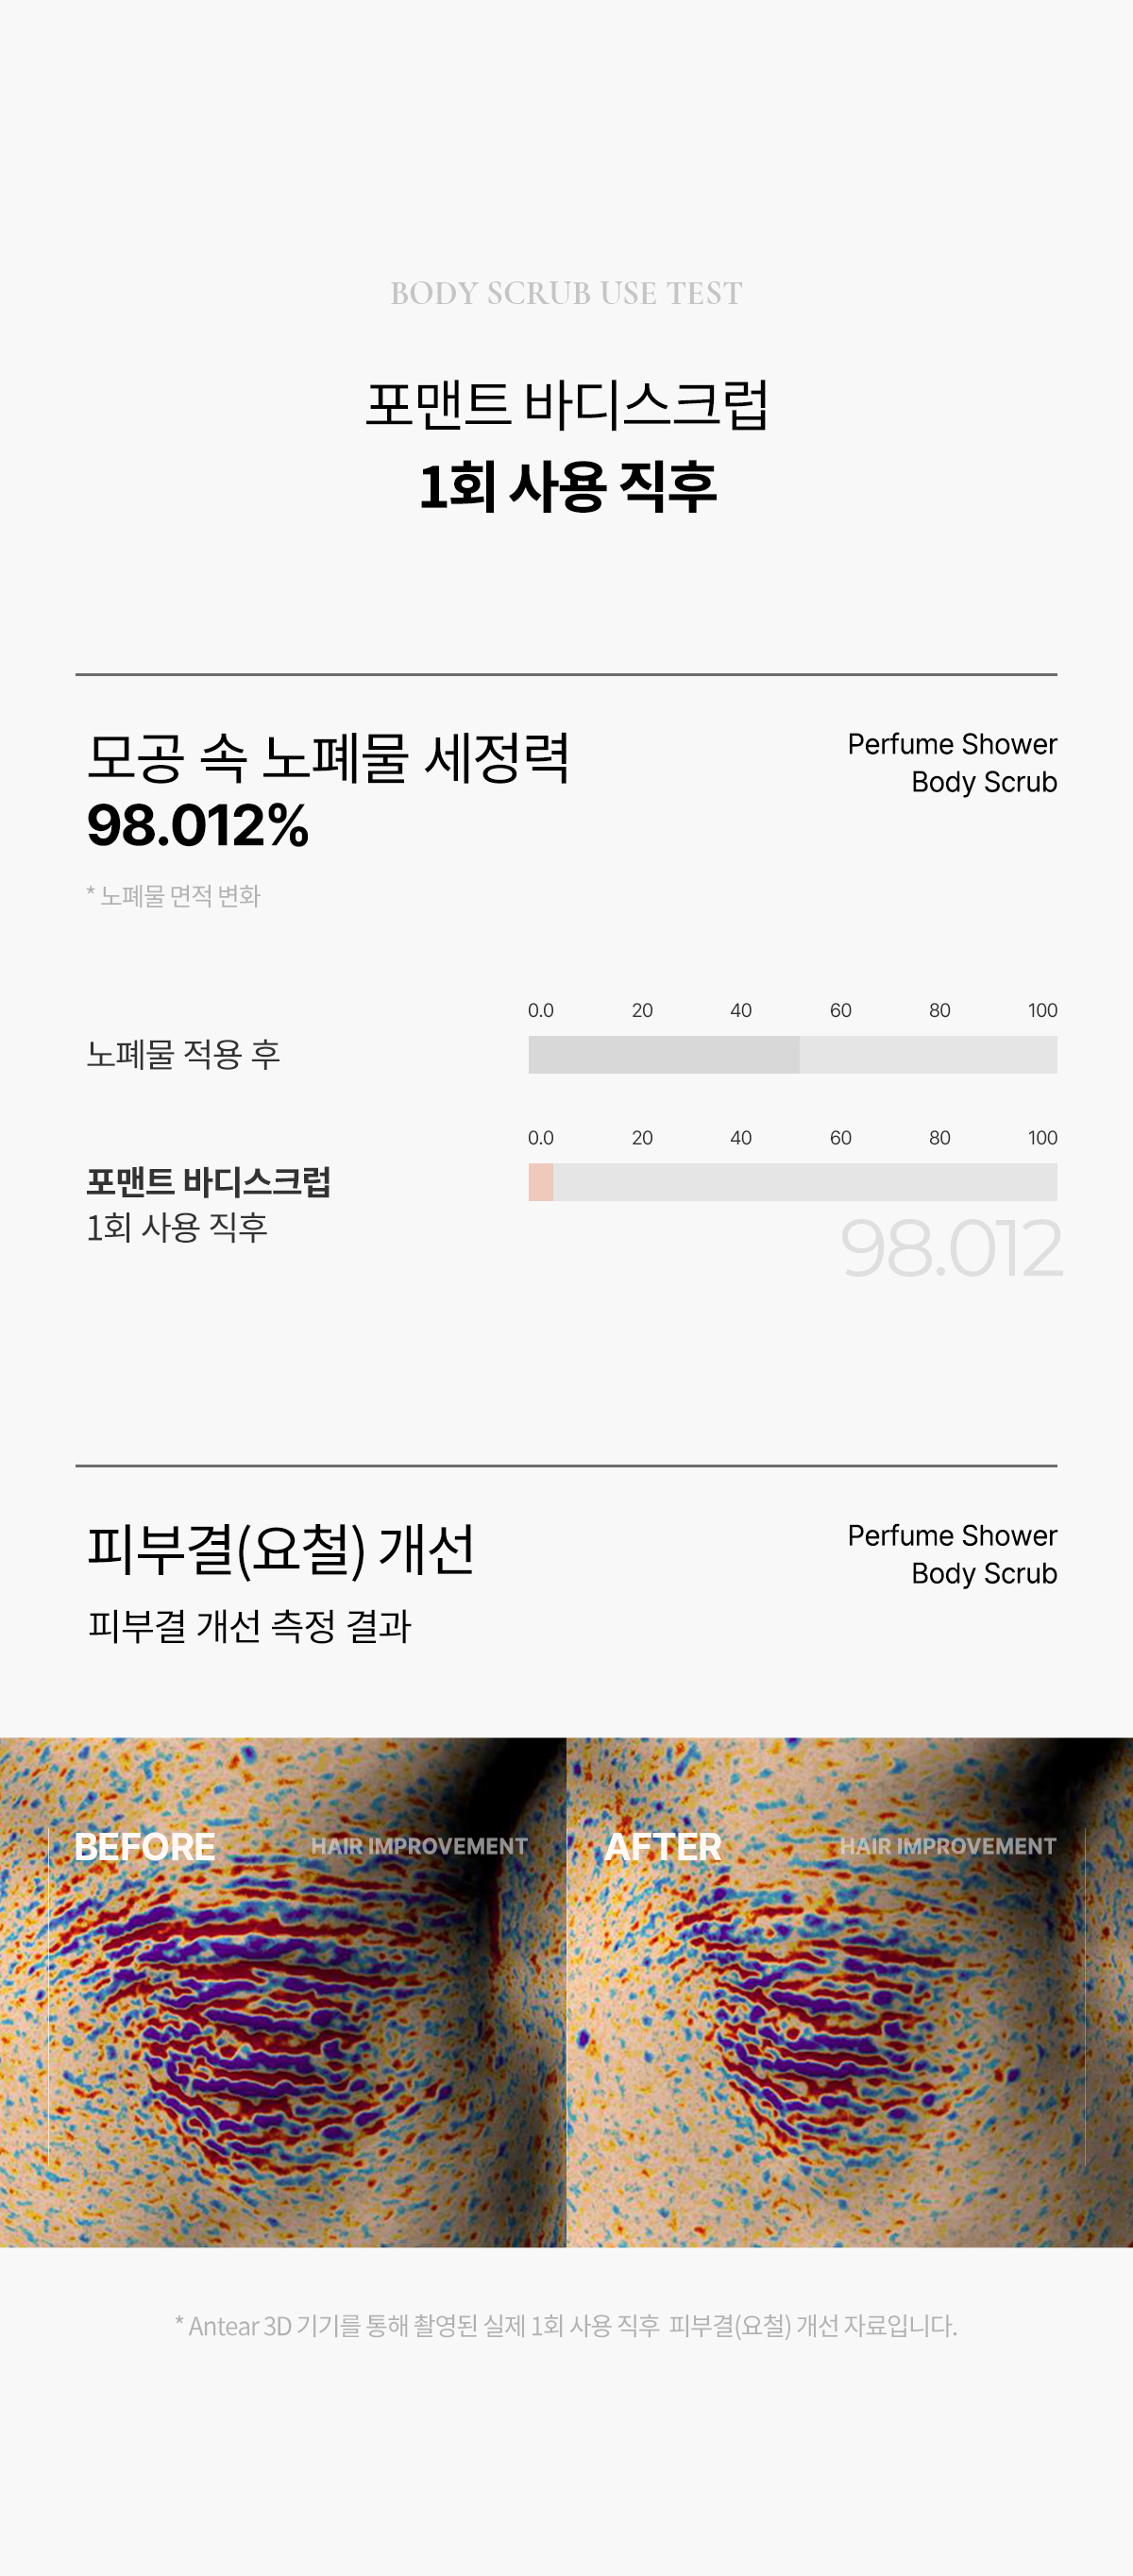 BODY SCRUB USE TEST
포맨트 바디스크럽
1회 사용 직후
모공 속 노폐물 세정력
98.012%
* 노폐물 면적 변화
Perfume Shower
Body Scrub
0.0 20 40 60 80 100
노폐물 적용 후
0.0 20 40 60 80 100
포맨트 바디스크럽
1회 사용 직후
98.012
피부결(요철) 개선
피부결 개선 측정 결과
Perfume Shower
Body Scrub
BEFORE
HAIR IMPROVEMENT
AFTER
HAIR IMPROVEMENT
* Antear 3D 기기를 통해 촬영된 실제 1회 사용 직후 피부결(요철) 개선 자료입니다.